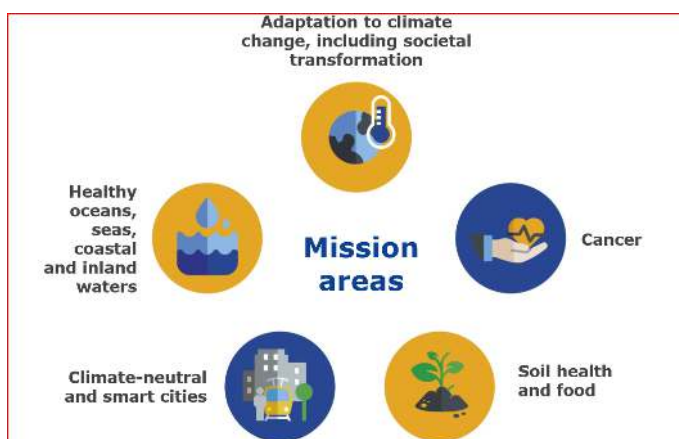 Adaptation to climate
change, including societal
transformation
Healthy
oceans,
seas,
coastal
and inland
waters
Mission
areas
Cancer
Climate-neutral
and smart cities
Soil health
and food